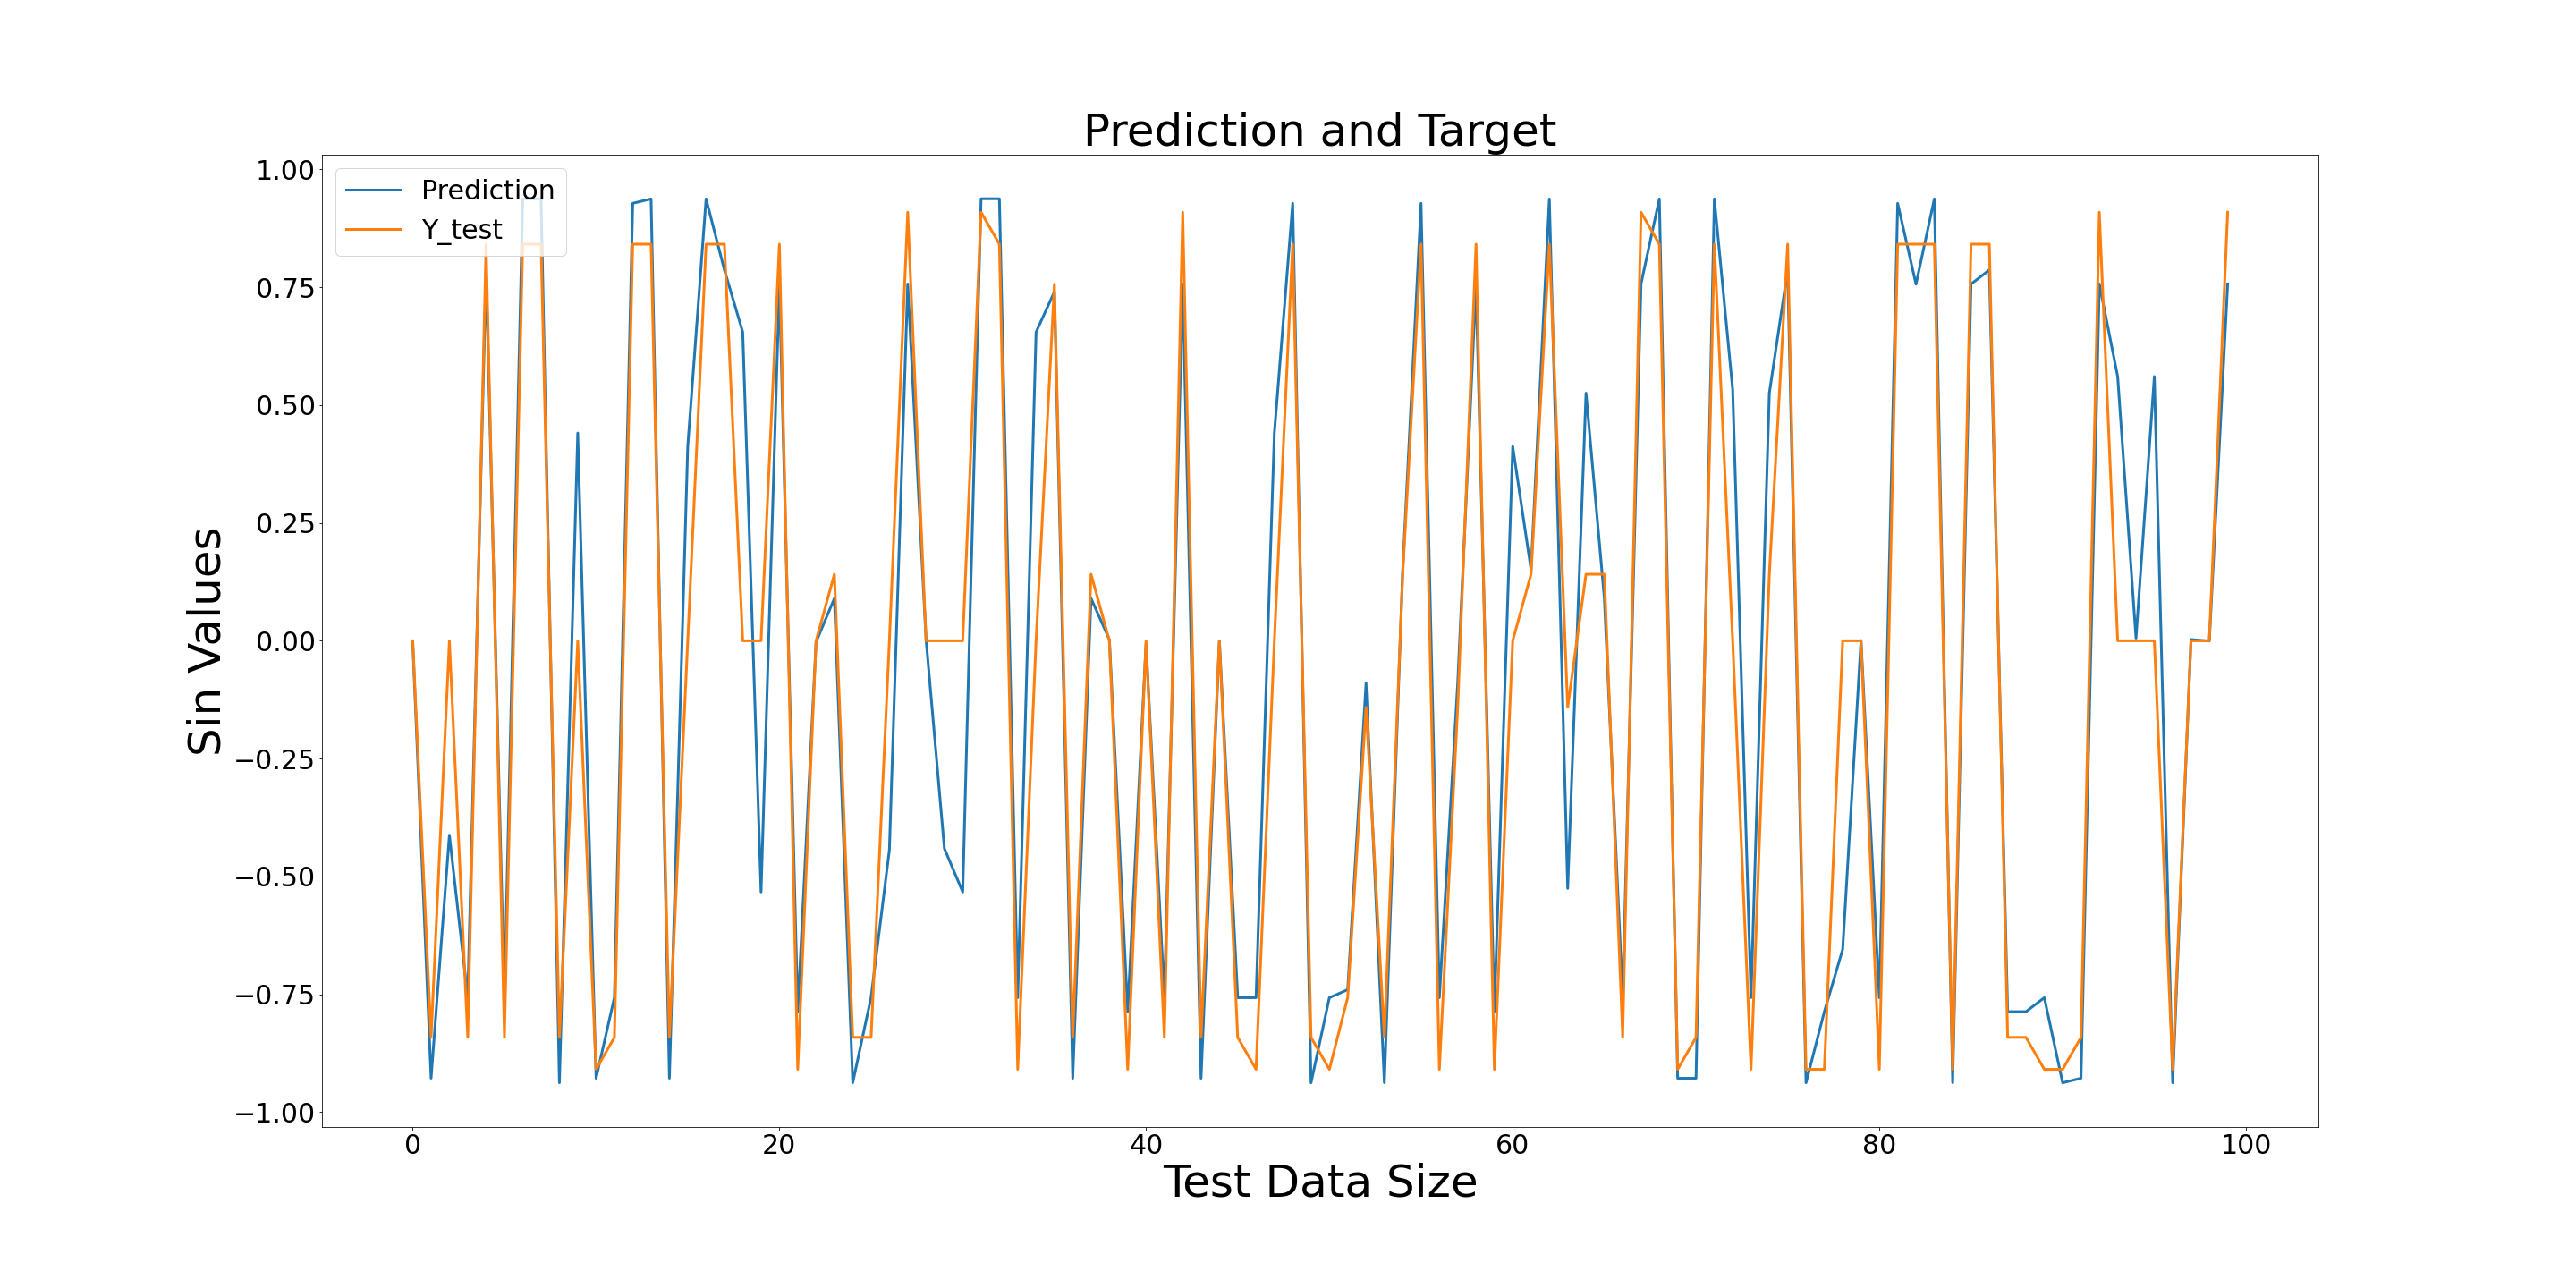 Prediction and Target
Prediction
Y_test
1.00
0.75
0.50
0.25
0.00
−0.25
−0.50
−0.75
−1.00
Sin Values
0 20 40 60 80 100
Test Data Size